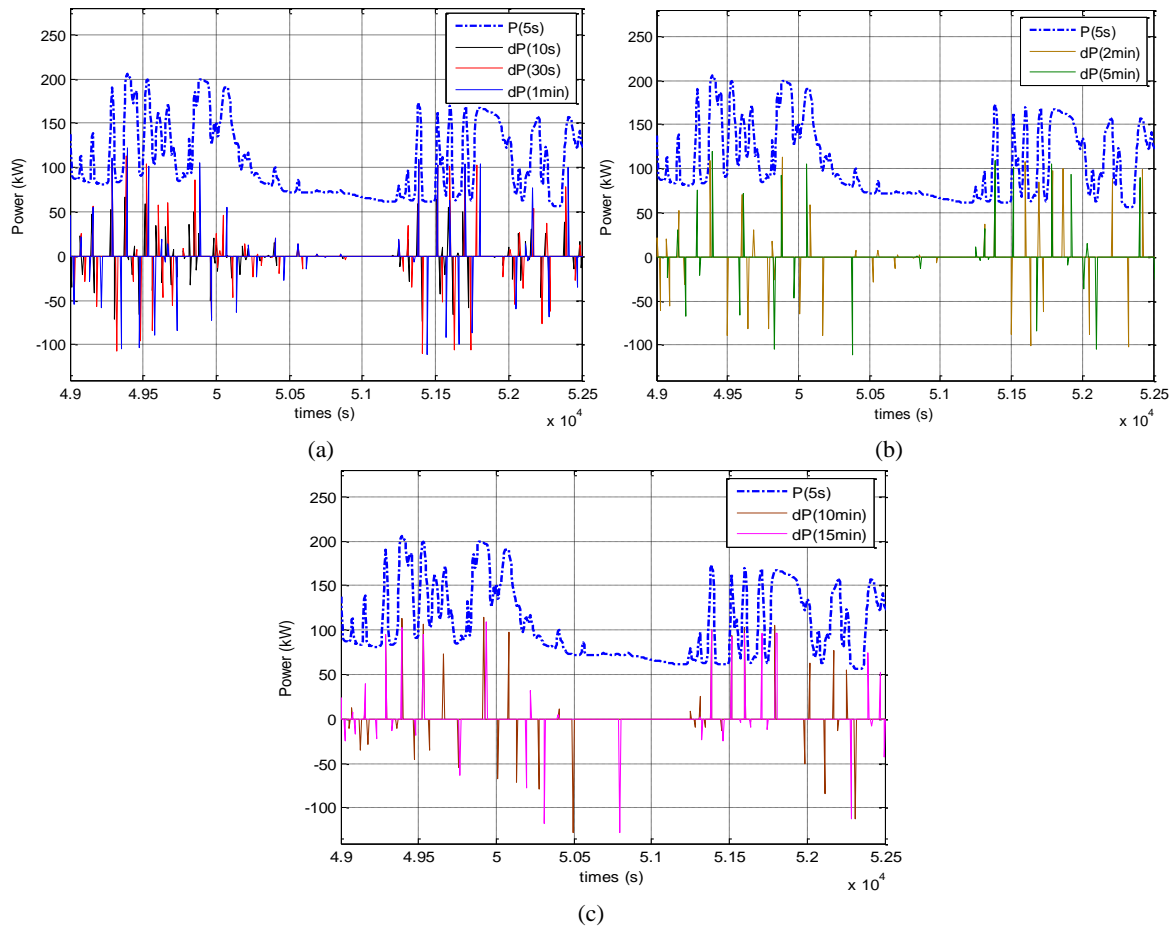 250
200
150
100
50
0
-50
-100
Power (kW)
P(5s)
dP(10s)
dP(30s)
dP(1min)
4.9 4.95 5 5.05 5.1 5.15 5.2 5.25
times (s)
x 10^4
(a)
250
200
150
100
50
0
-50
-100
Power (kW)
P(5s)
dP(2min)
dP(5min)
4.9 4.95 5 5.05 5.1 5.15 5.2 5.25
times (s)
x 10^4
(b)
250
200
150
100
50
0
-50
-100
Power (kW)
P(5s)
dP(10min)
dP(15min)
4.9 4.95 5 5.05 5.1 5.15 5.2 5.25
times (s)
x 10^4
(c)